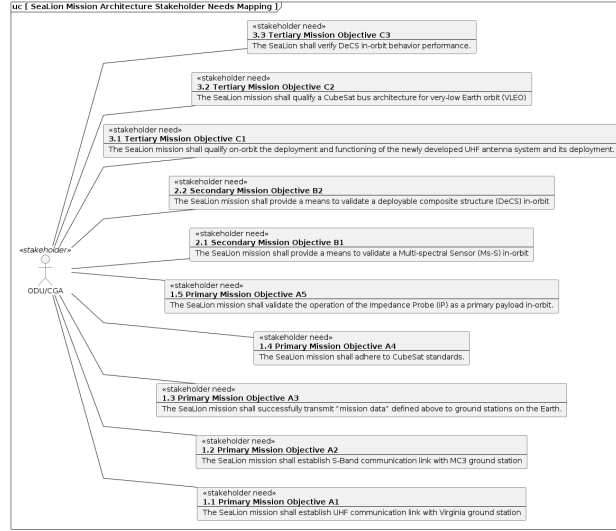 uc [ SeaLion Mission Architecture Stakeholder Needs Mapping ]
«stakeholder need»
3.3 Tertiary Mission Objective C3
The SeaLion shall verify DeCS in-orbit behavior performance.
«stakeholder need»
3.2 Tertiary Mission Objective C2
The SeaLion mission shall qualify a CubeSat bus architecture for very-low Earth orbit (VLEO)
«stakeholder need»
3.1 Tertiary Mission Objective C1
The SeaLion mission shall qualify on-orbit the deployment and functioning of the newly developed UHF antenna system and its deployment.
«stakeholder need»
2.2 Secondary Mission Objective B2
The SeaLion mission shall provide a means to validate a deployable composite structure (DeCS) in-orbit
«stakeholder need»
2.1 Secondary Mission Objective B1
The SeaLion mission shall provide a means to validate a Multi-spectral Sensor (Ms-S) in-orbit
«stakeholder»
ODU/CGA
«stakeholder need»
1.5 Primary Mission Objective A5
The SeaLion mission shall validate the operation of the Impedance Probe (IP) as a primary payload in-orbit.
«stakeholder need»
1.4 Primary Mission Objective A4
The SeaLion mission shall adhere to CubeSat standards.
«stakeholder need»
1.3 Primary Mission Objective A3
The SeaLion mission shall successfully transmit "mission data" defined above to ground stations on the Earth.
«stakeholder need»
1.2 Primary Mission Objective A2
The SeaLion mission shall establish S-Band communication link with MC3 ground station
«stakeholder need»
1.1 Primary Mission Objective A1
The SeaLion mission shall establish UHF communication link with Virginia ground station